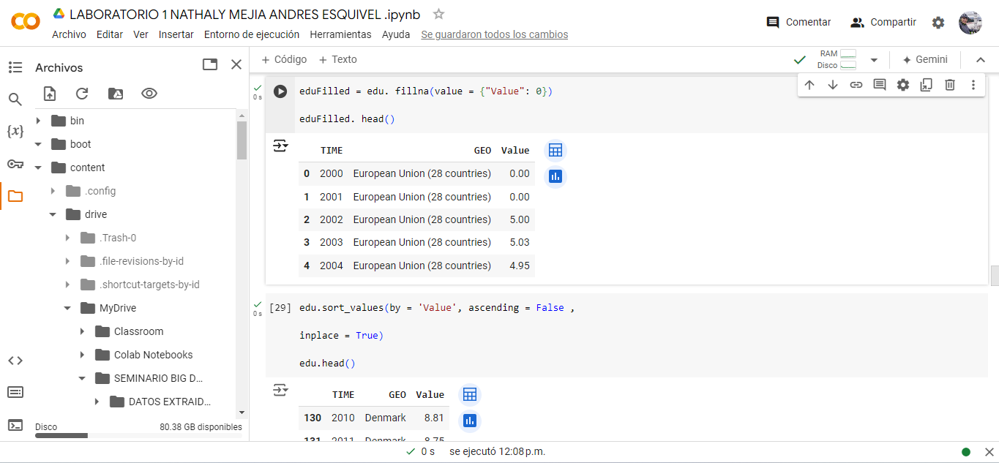 LABORATORIO 1 NATHALY MEJIA ANDRES ESQUIVEL .ipynb
Archivo Editar Ver Insertar Entorno de ejecución Herramientas Ayuda Se guardaron todos los cambios
Comentar Compartir
Archivos
+ Código + Texto
RAM
Disco
Gemini
bin
boot
content
.config
drive
.Trash-0
.file-revisions-by-id
.shortcut-targets-by-id
MyDrive
Classroom
Colab Notebooks
SEMINARIO BIG D...
DATOS EXTRAID...
Disco 80.38 GB disponibles
{x}
0 s
eduFilled = edu. fillna(value = {"Value": 0})
eduFilled. head()
TIME GEO Value
0 2000 European Union (28 countries) 0.00
1 2001 European Union (28 countries) 0.00
2 2002 European Union (28 countries) 5.00
3 2003 European Union (28 countries) 5.03
4 2004 European Union (28 countries) 4.95
0 s
[29] edu.sort_values(by = 'Value', ascending = False ,
inplace = True)
edu.head()
TIME GEO Value
130 2010 Denmark 8.81
131 2011 Denmark 8.75
0 s se ejecutó 12:08 p.m.